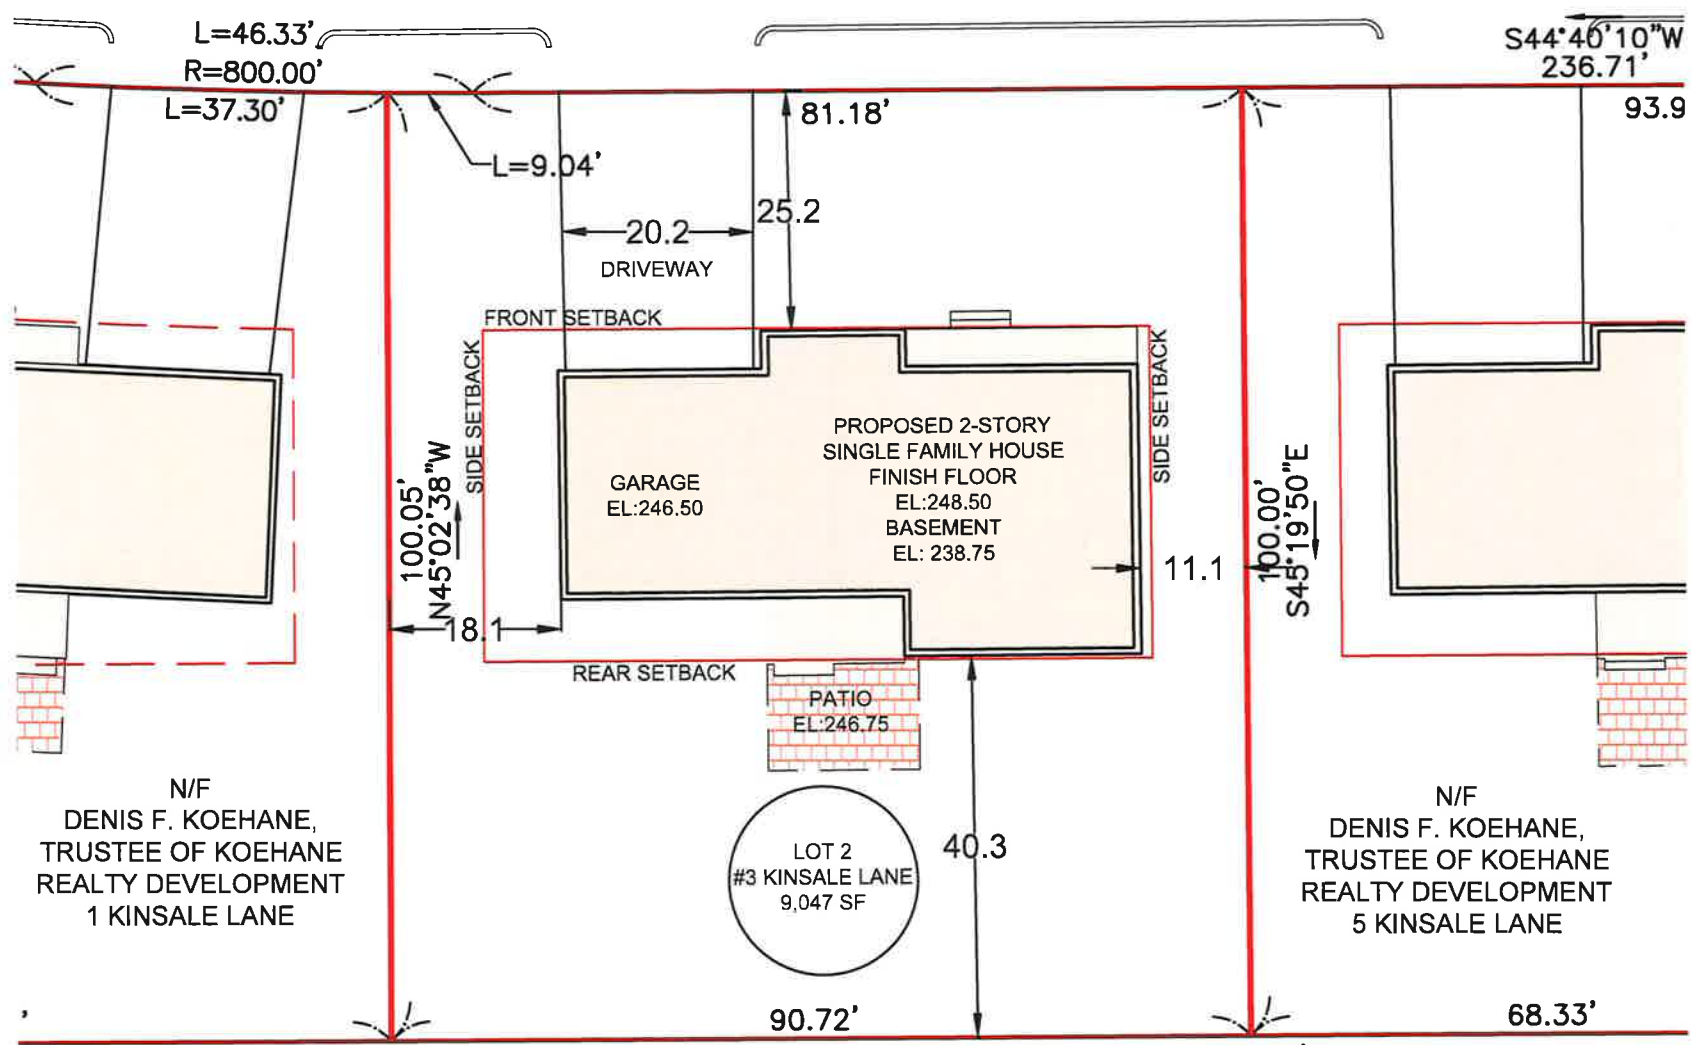 L=46.33'
R=800.00'
L=37.30'
L=9.04'
81.18'
S44°40'10"W
236.71'
93.9
25.2
20.2
DRIVEWAY
FRONT SETBACK
SIDE SETBACK
SIDE SETBACK
100.05'
N45°02'38"W
GARAGE
EL:246.50
PROPOSED 2-STORY
SINGLE FAMILY HOUSE
FINISH FLOOR
EL:248.50
BASEMENT
EL: 238.75
11.1
100.00'
S45°19'50"E
18.1
REAR SETBACK
PATIO
EL:246.75
N/F
DENIS F. KOEHANE,
TRUSTEE OF KOEHANE
REALTY DEVELOPMENT
1 KINSALE LANE
LOT 2
#3 KINSALE LANE
9,047 SF
40.3
N/F
DENIS F. KOEHANE,
TRUSTEE OF KOEHANE
REALTY DEVELOPMENT
5 KINSALE LANE
90.72'
68.33'